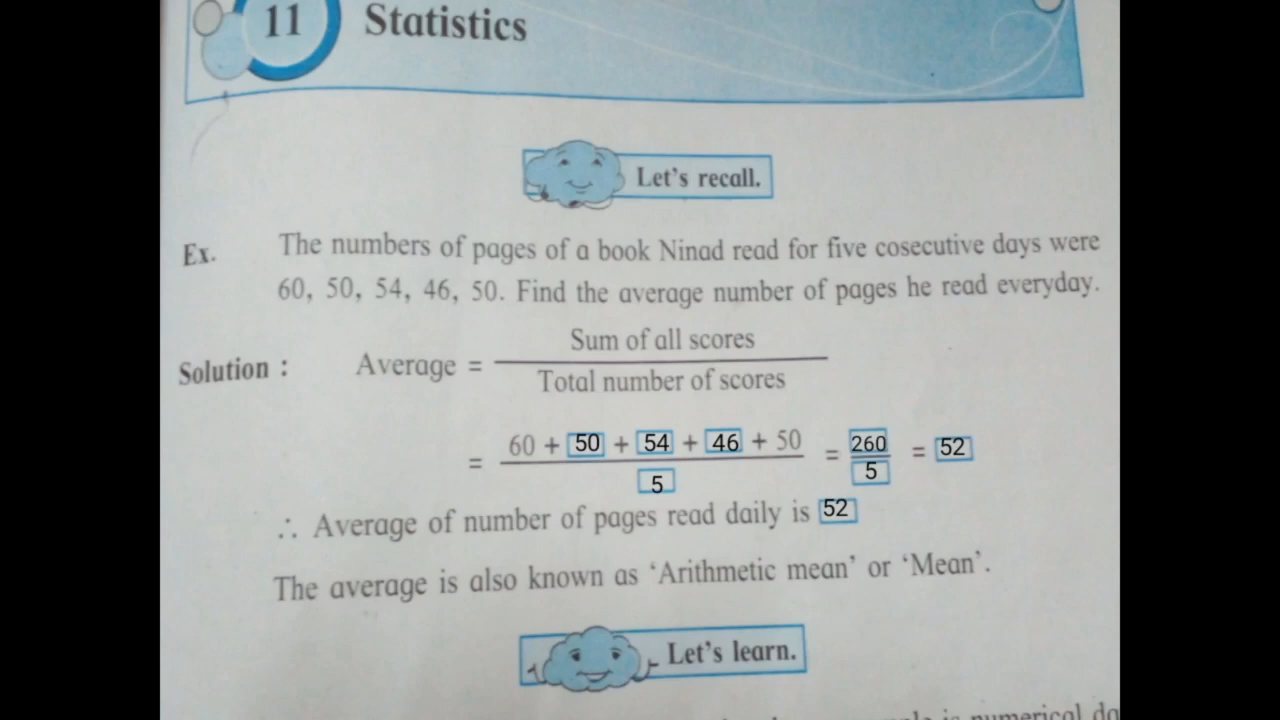 11 Statistics
Let's recall.
Ex. The numbers of pages of a book Ninad read for five cosecutive days were
60, 50, 54, 46, 50. Find the average number of pages he read everyday.
Solution : Average = Sum of all scores
Total number of scores
= 60 + 50 + 54 + 46 + 50 = 260 = 52
5 5
∴ Average of number of pages read daily is 52
The average is also known as ‘Arithmetic mean’ or ‘Mean’.
Let's learn.
is numerical